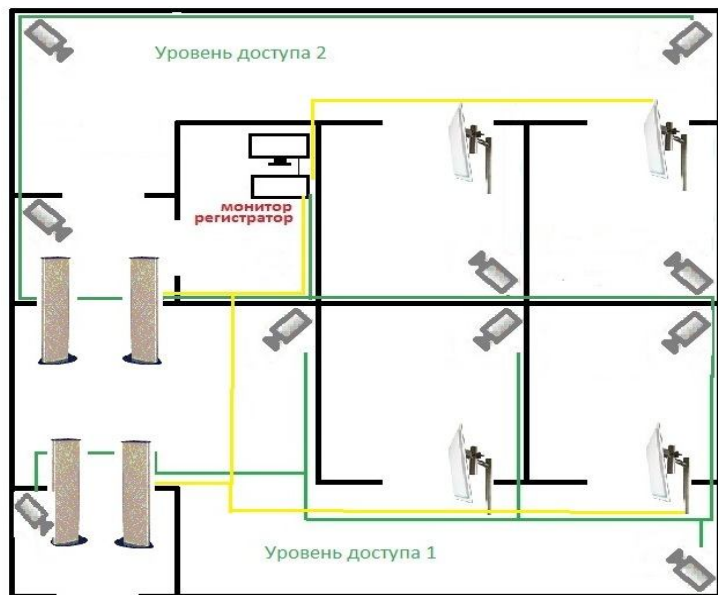 Уровень доступа 2
монитор
регистратор
Уровень доступа 1